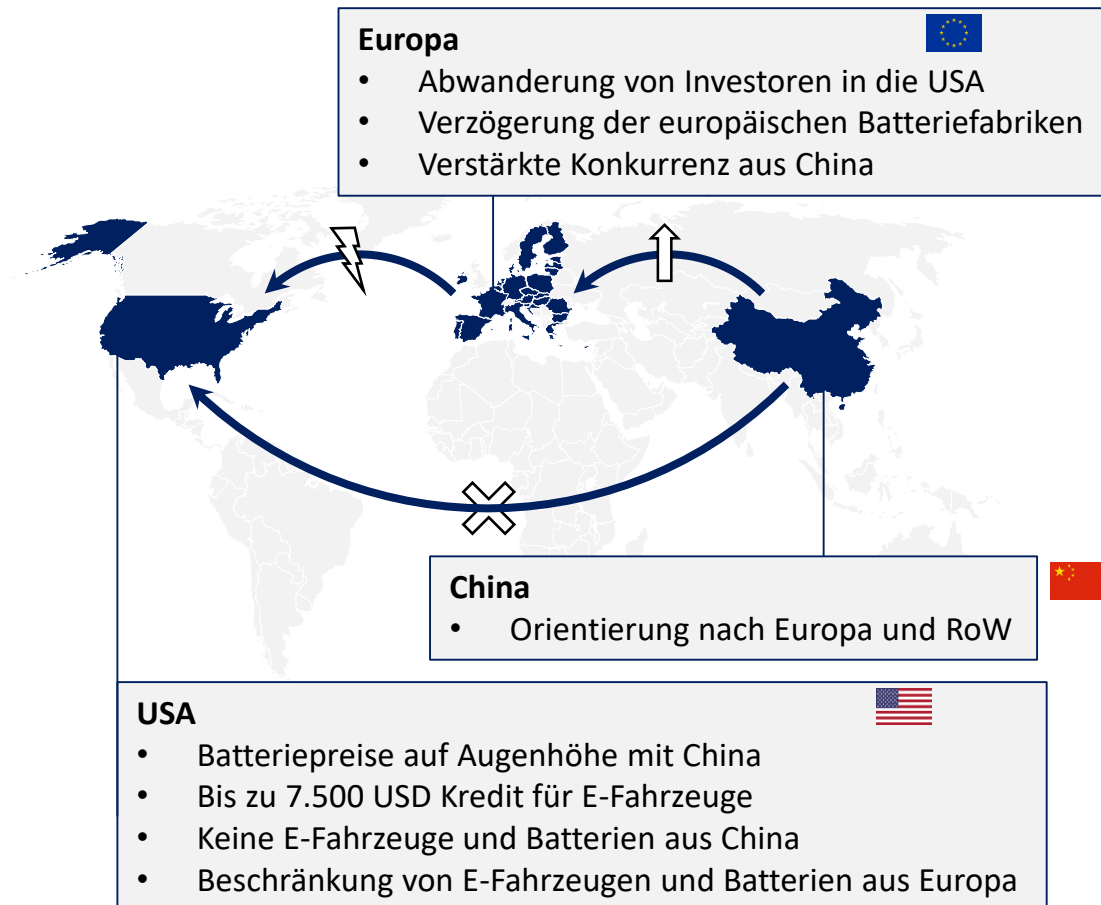 Europa
• Abwanderung von Investoren in die USA
• Verzögerung der europäischen Batteriefabriken
• Verstärkte Konkurrenz aus China
China
• Orientierung nach Europa und RoW
USA
• Batteriepreise auf Augenhöhe mit China
• Bis zu 7.500 USD Kredit für E-Fahrzeuge
• Keine E-Fahrzeuge und Batterien aus China
• Beschränkung von E-Fahrzeugen und Batterien aus Europa